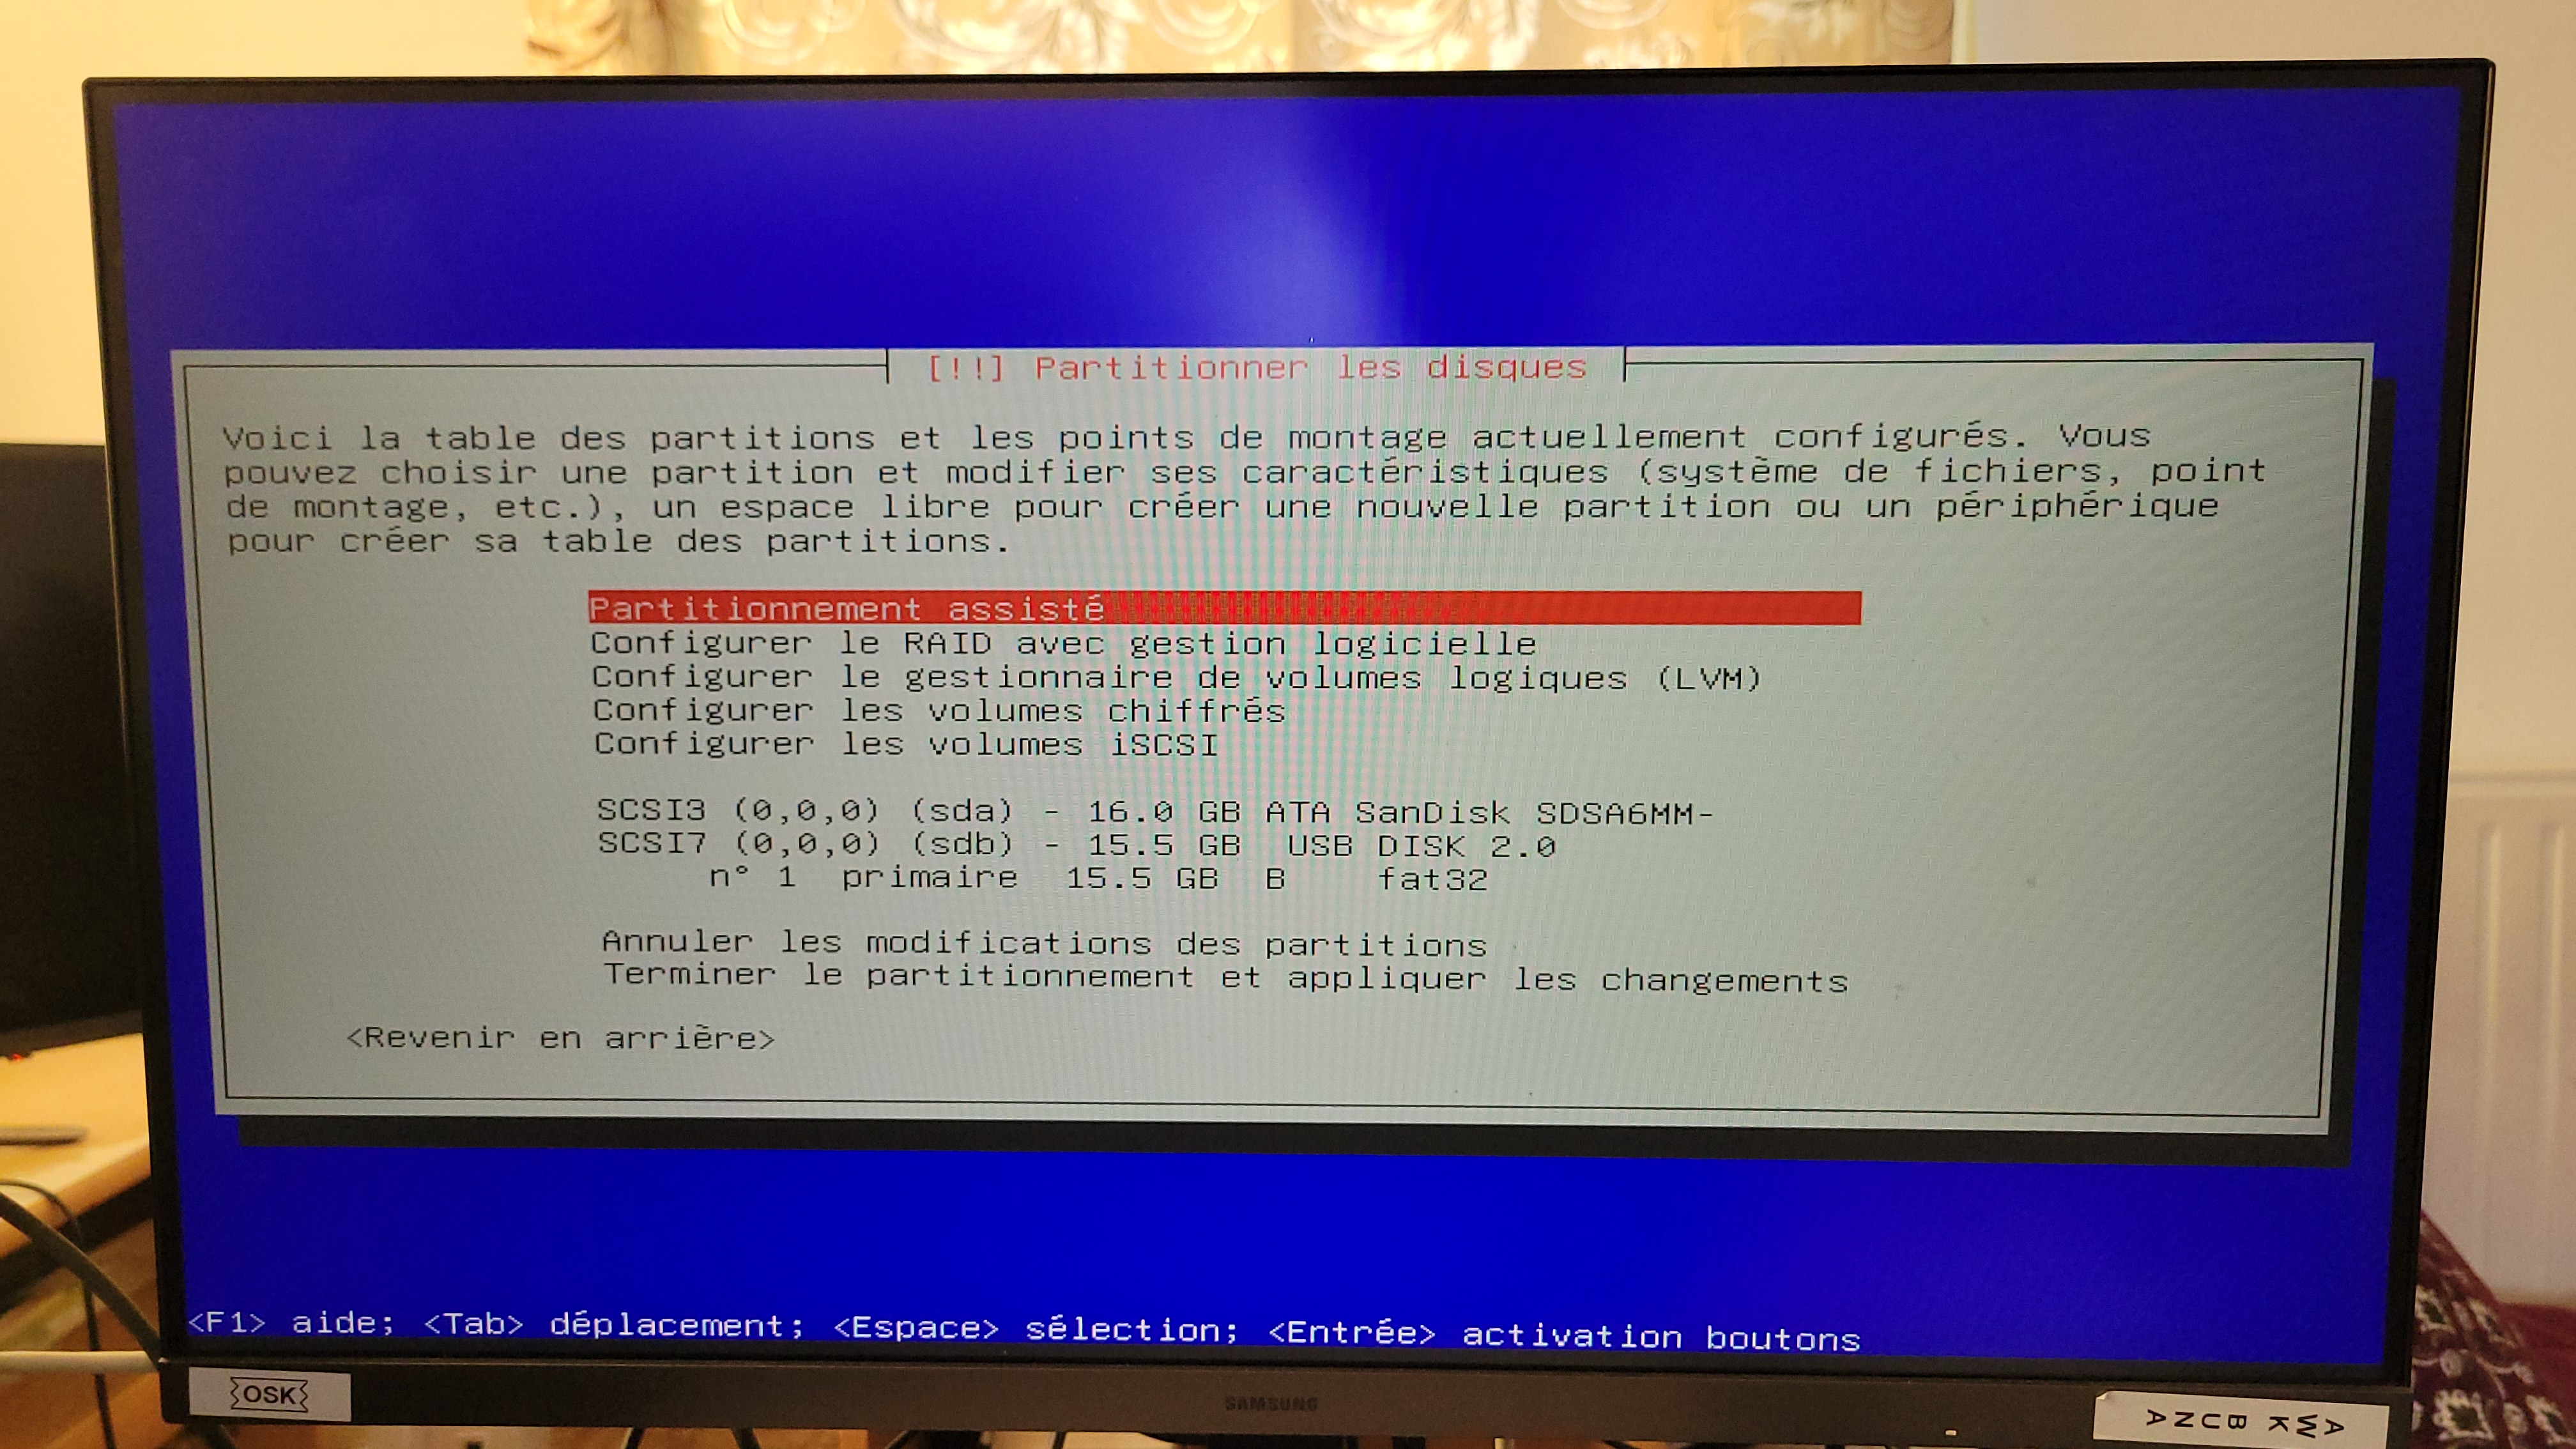 [!!] Partitionner les disques
Voici la table des partitions et les points de montage actuellement configurés. Vous
pouvez choisir une partition et modifier ses caractéristiques (système de fichiers, point
de montage, etc.), un espace libre pour créer une nouvelle partition ou un périphérique
pour créer sa table des partitions.
Partitionnement assisté
Configurer le RAID avec gestion logicielle
Configurer le gestionnaire de volumes logiques (LVM)
Configurer les volumes chiffrés
Configurer les volumes iSCSI
SCSI3 (0,0,0) (sda) - 16.0 GB ATA SanDisk SDSA6MM-
SCSI7 (0,0,0) (sdb) - 15.5 GB  USB DISK 2.0
n° 1  primaire  15.5 GB  B    fat32
Annuler les modifications des partitions
Terminer le partitionnement et appliquer les changements
<Revenir en arrière>
<F1> aide; <Tab> déplacement; <Espace> sélection; <Entrée> activation boutons
OSK
SAMSUNG
AWK BUNA